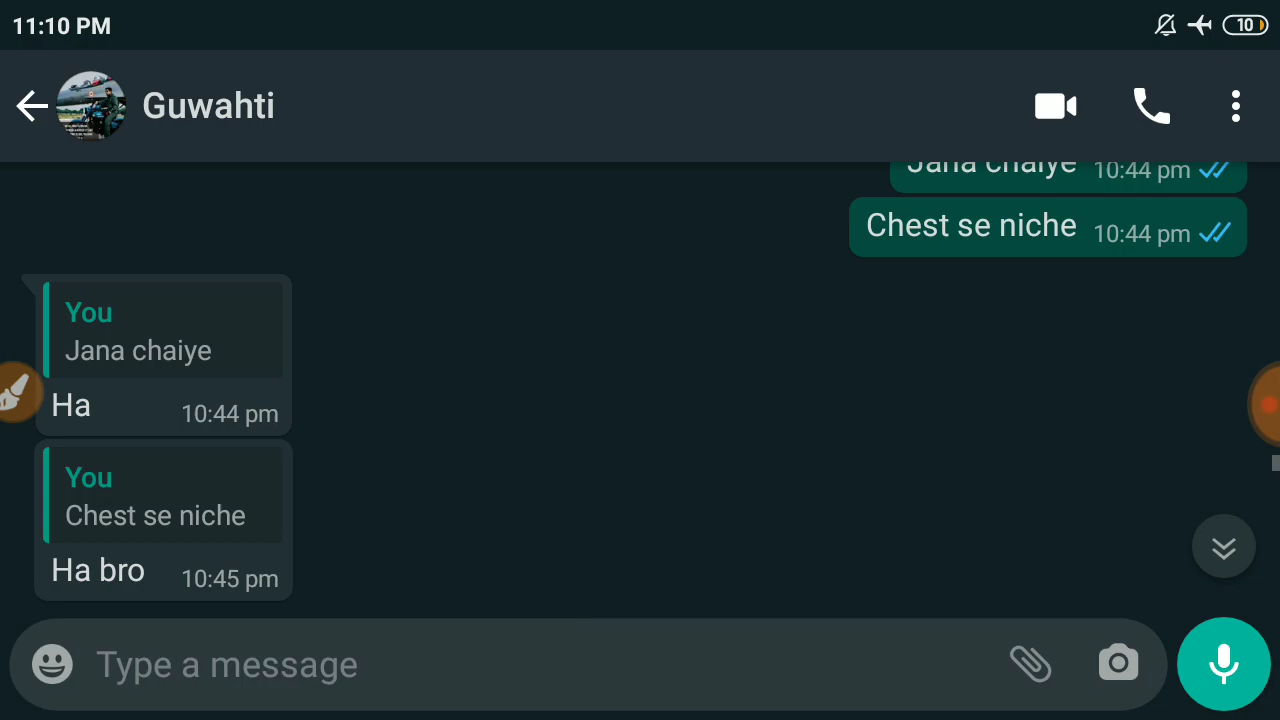 11:10 PM
10
Guwahti
Jana chaiye 10:44 pm
Chest se niche 10:44 pm
You
Jana chaiye
Ha 10:44 pm
You
Chest se niche
Ha bro 10:45 pm
Type a message